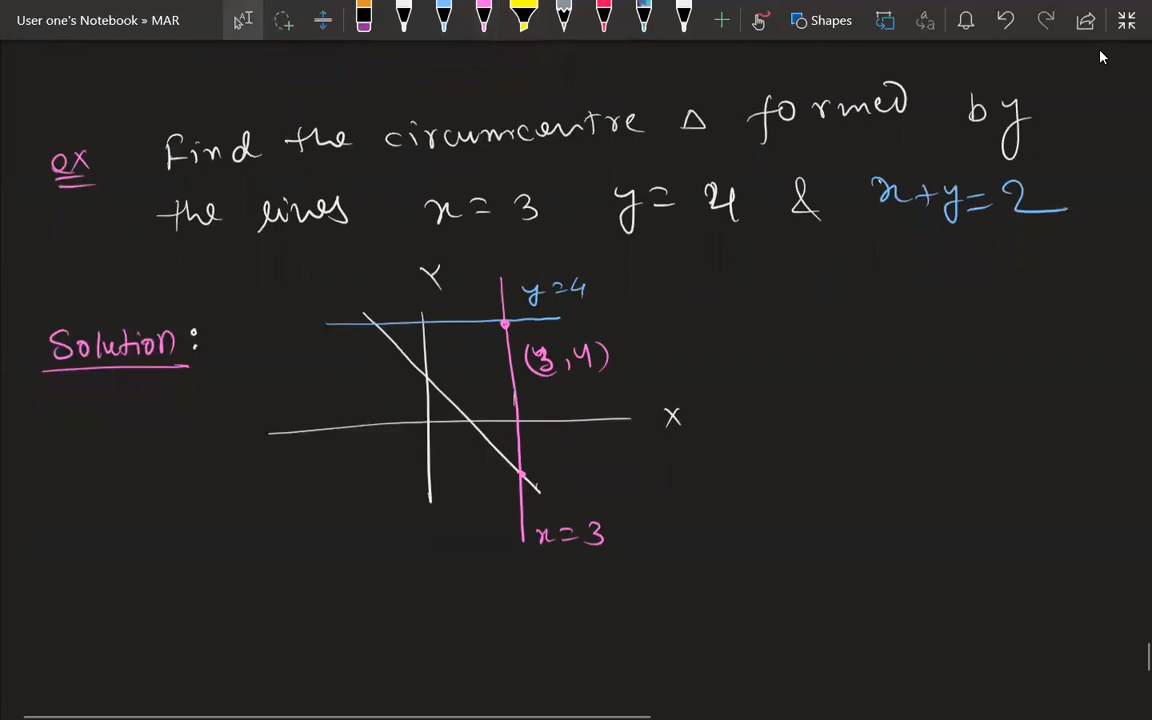 User one's Notebook » MAR
Shapes
ex Find the circumcentre Δ formed by
the lines x = 3 y = 4 & x+y=2
Y
y=4
Solution:
(3,4)
X
x=3